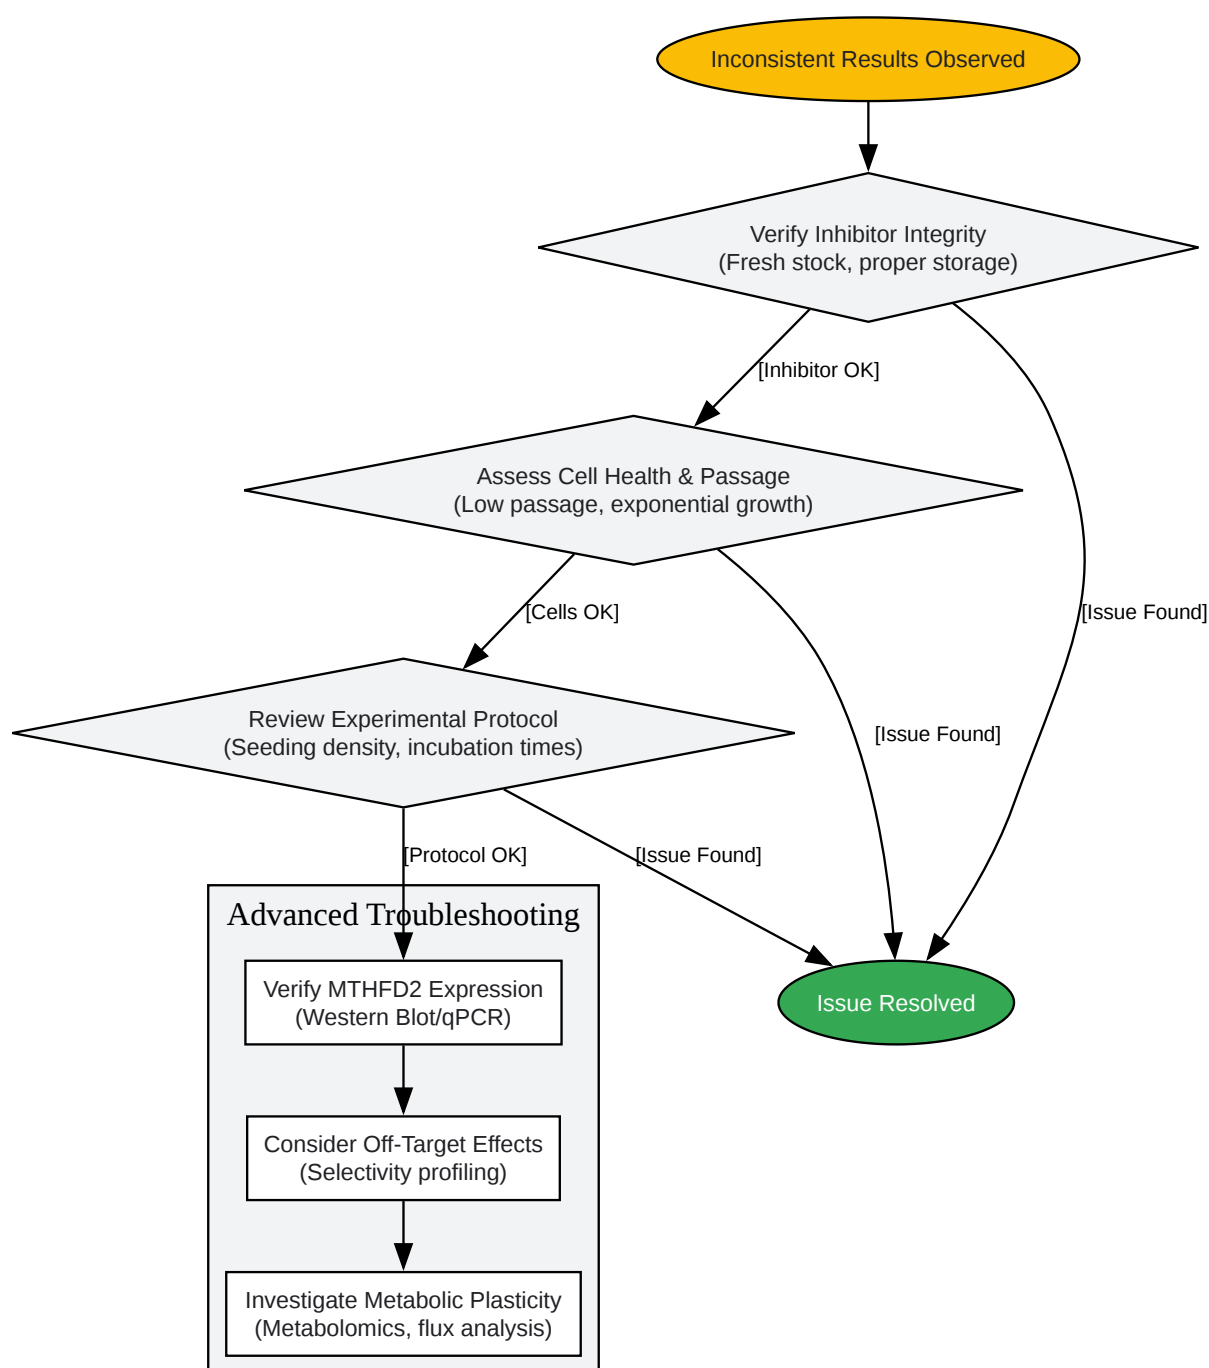 Inconsistent Results Observed
Verify Inhibitor Integrity
(Fresh stock, proper storage)
[Inhibitor OK]
Assess Cell Health & Passage
(Low passage, exponential growth)
[Cells OK]
[Issue Found]
Review Experimental Protocol
(Seeding density, incubation times)
[Issue Found]
[Protocol OK]
[Issue Found]
Advanced Troubleshooting
Verify MTHFD2 Expression
(Western Blot/qPCR)
Issue Resolved
Consider Off-Target Effects
(Selectivity profiling)
Investigate Metabolic Plasticity
(Metabolomics, flux analysis)